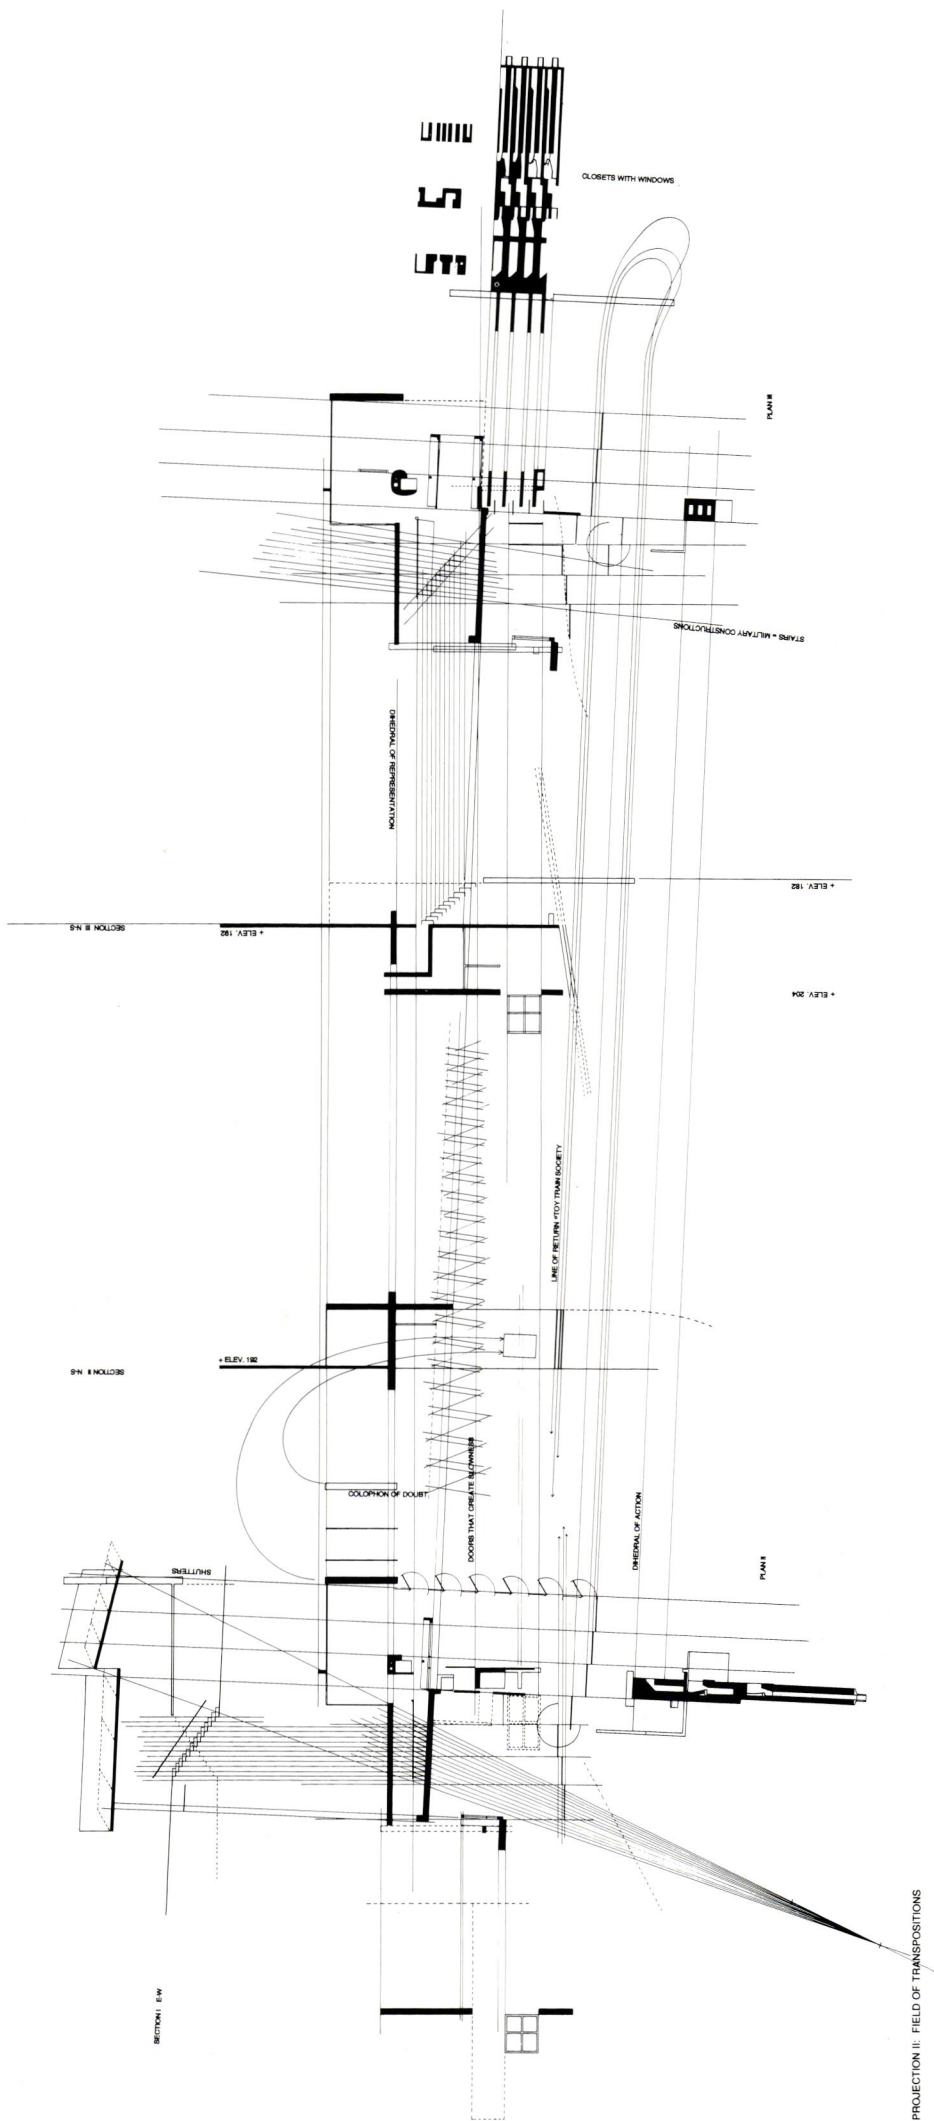 CLOSETS WITH WINDOWS
PLAN III
STAIRS = MILITARY CONSTRUCTIONS
DIHEDRAL OF REPRESENTATION
+ ELEV. 182
SECTION III N-S
+ ELEV. 192
+ ELEV. 204
LINE OF RETURN =TOY TRAIN SOCIETY
+ ELEV. 192
SECTION II N-S
DOORS THAT CREATE SLOWNESS
COLOPHON OF DOUBT
DIHEDRAL OF ACTION
PLAN II
SHUTTERS
SECTION I E-W
PROJECTION II: FIELD OF TRANSPOSITIONS